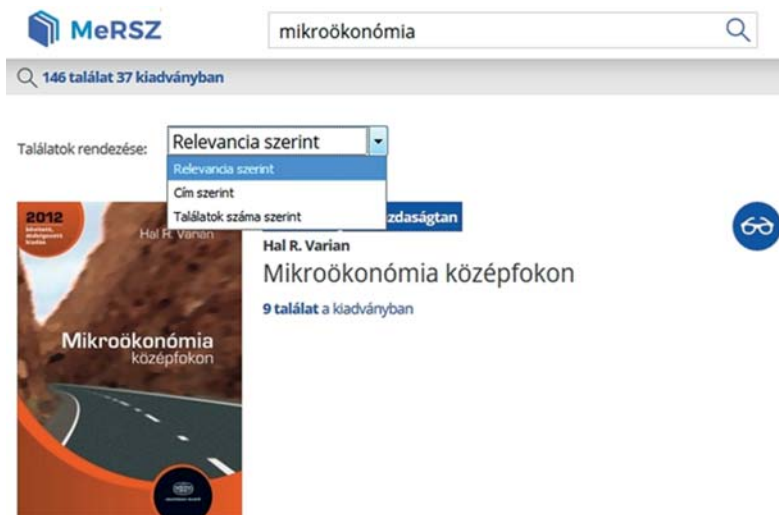 MeRSZ
mikroökonómia
146 találat 37 kiadványban
Találatok rendezése:
Relevancia szerint
Relevancia szerint
Cím szerint
Találatok száma szerint
zdaságtan
Hal R. Varian
Mikroökonómia középfokon
9 találat a kiadványban
2012
Hal R. Varian
Mikroökonómia
középfokon